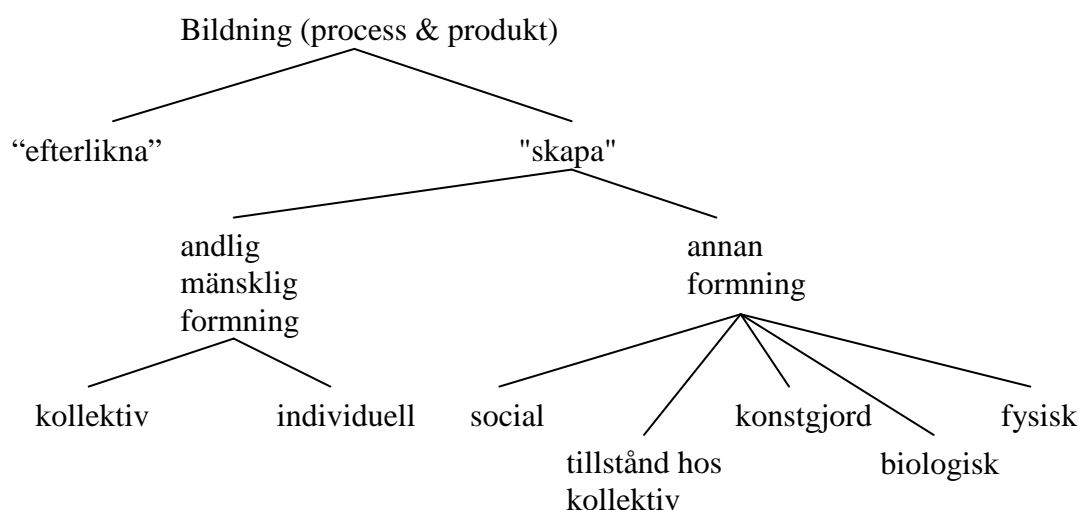 Bildning (process & produkt)
“efterlikna”
"skapa"
andlig
mänsklig
formning
annan
formning
kollektiv
individuell
social
tillstånd hos
kollektiv
konstgjord
biologisk
fysisk